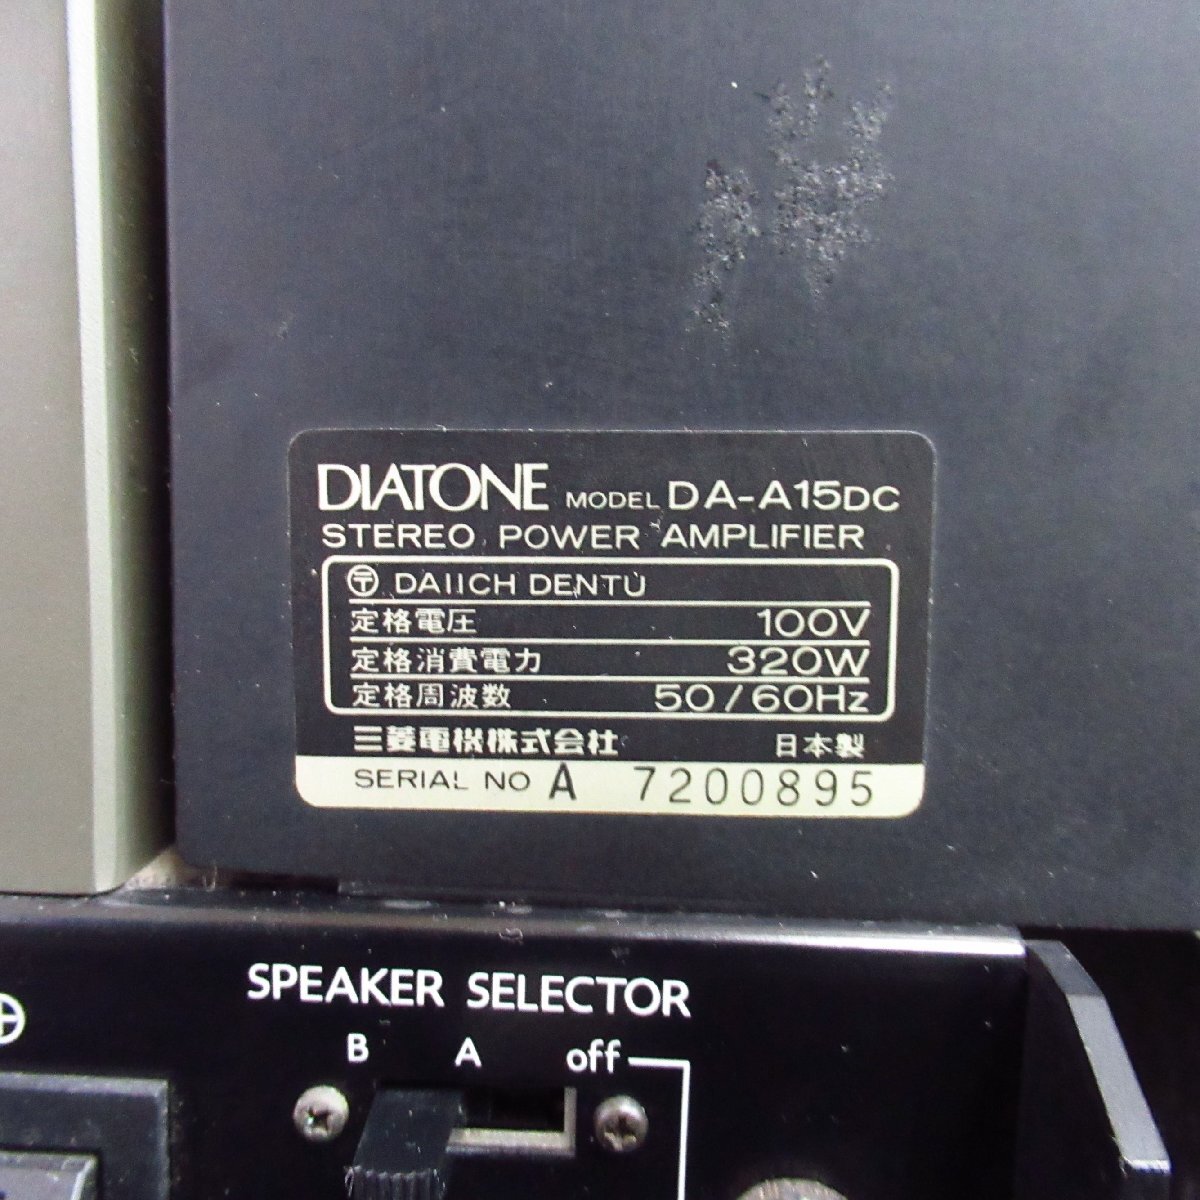 DIATONE MODEL DA-A15DC
STEREO POWER AMPLIFIER
〶 DAIICH DENTU
定格電圧 100V
定格消費電力 320W
定格周波数 50/60Hz
三菱電機株式会社 日本製
SERIAL NO A 7200895
SPEAKER SELECTOR
B A off